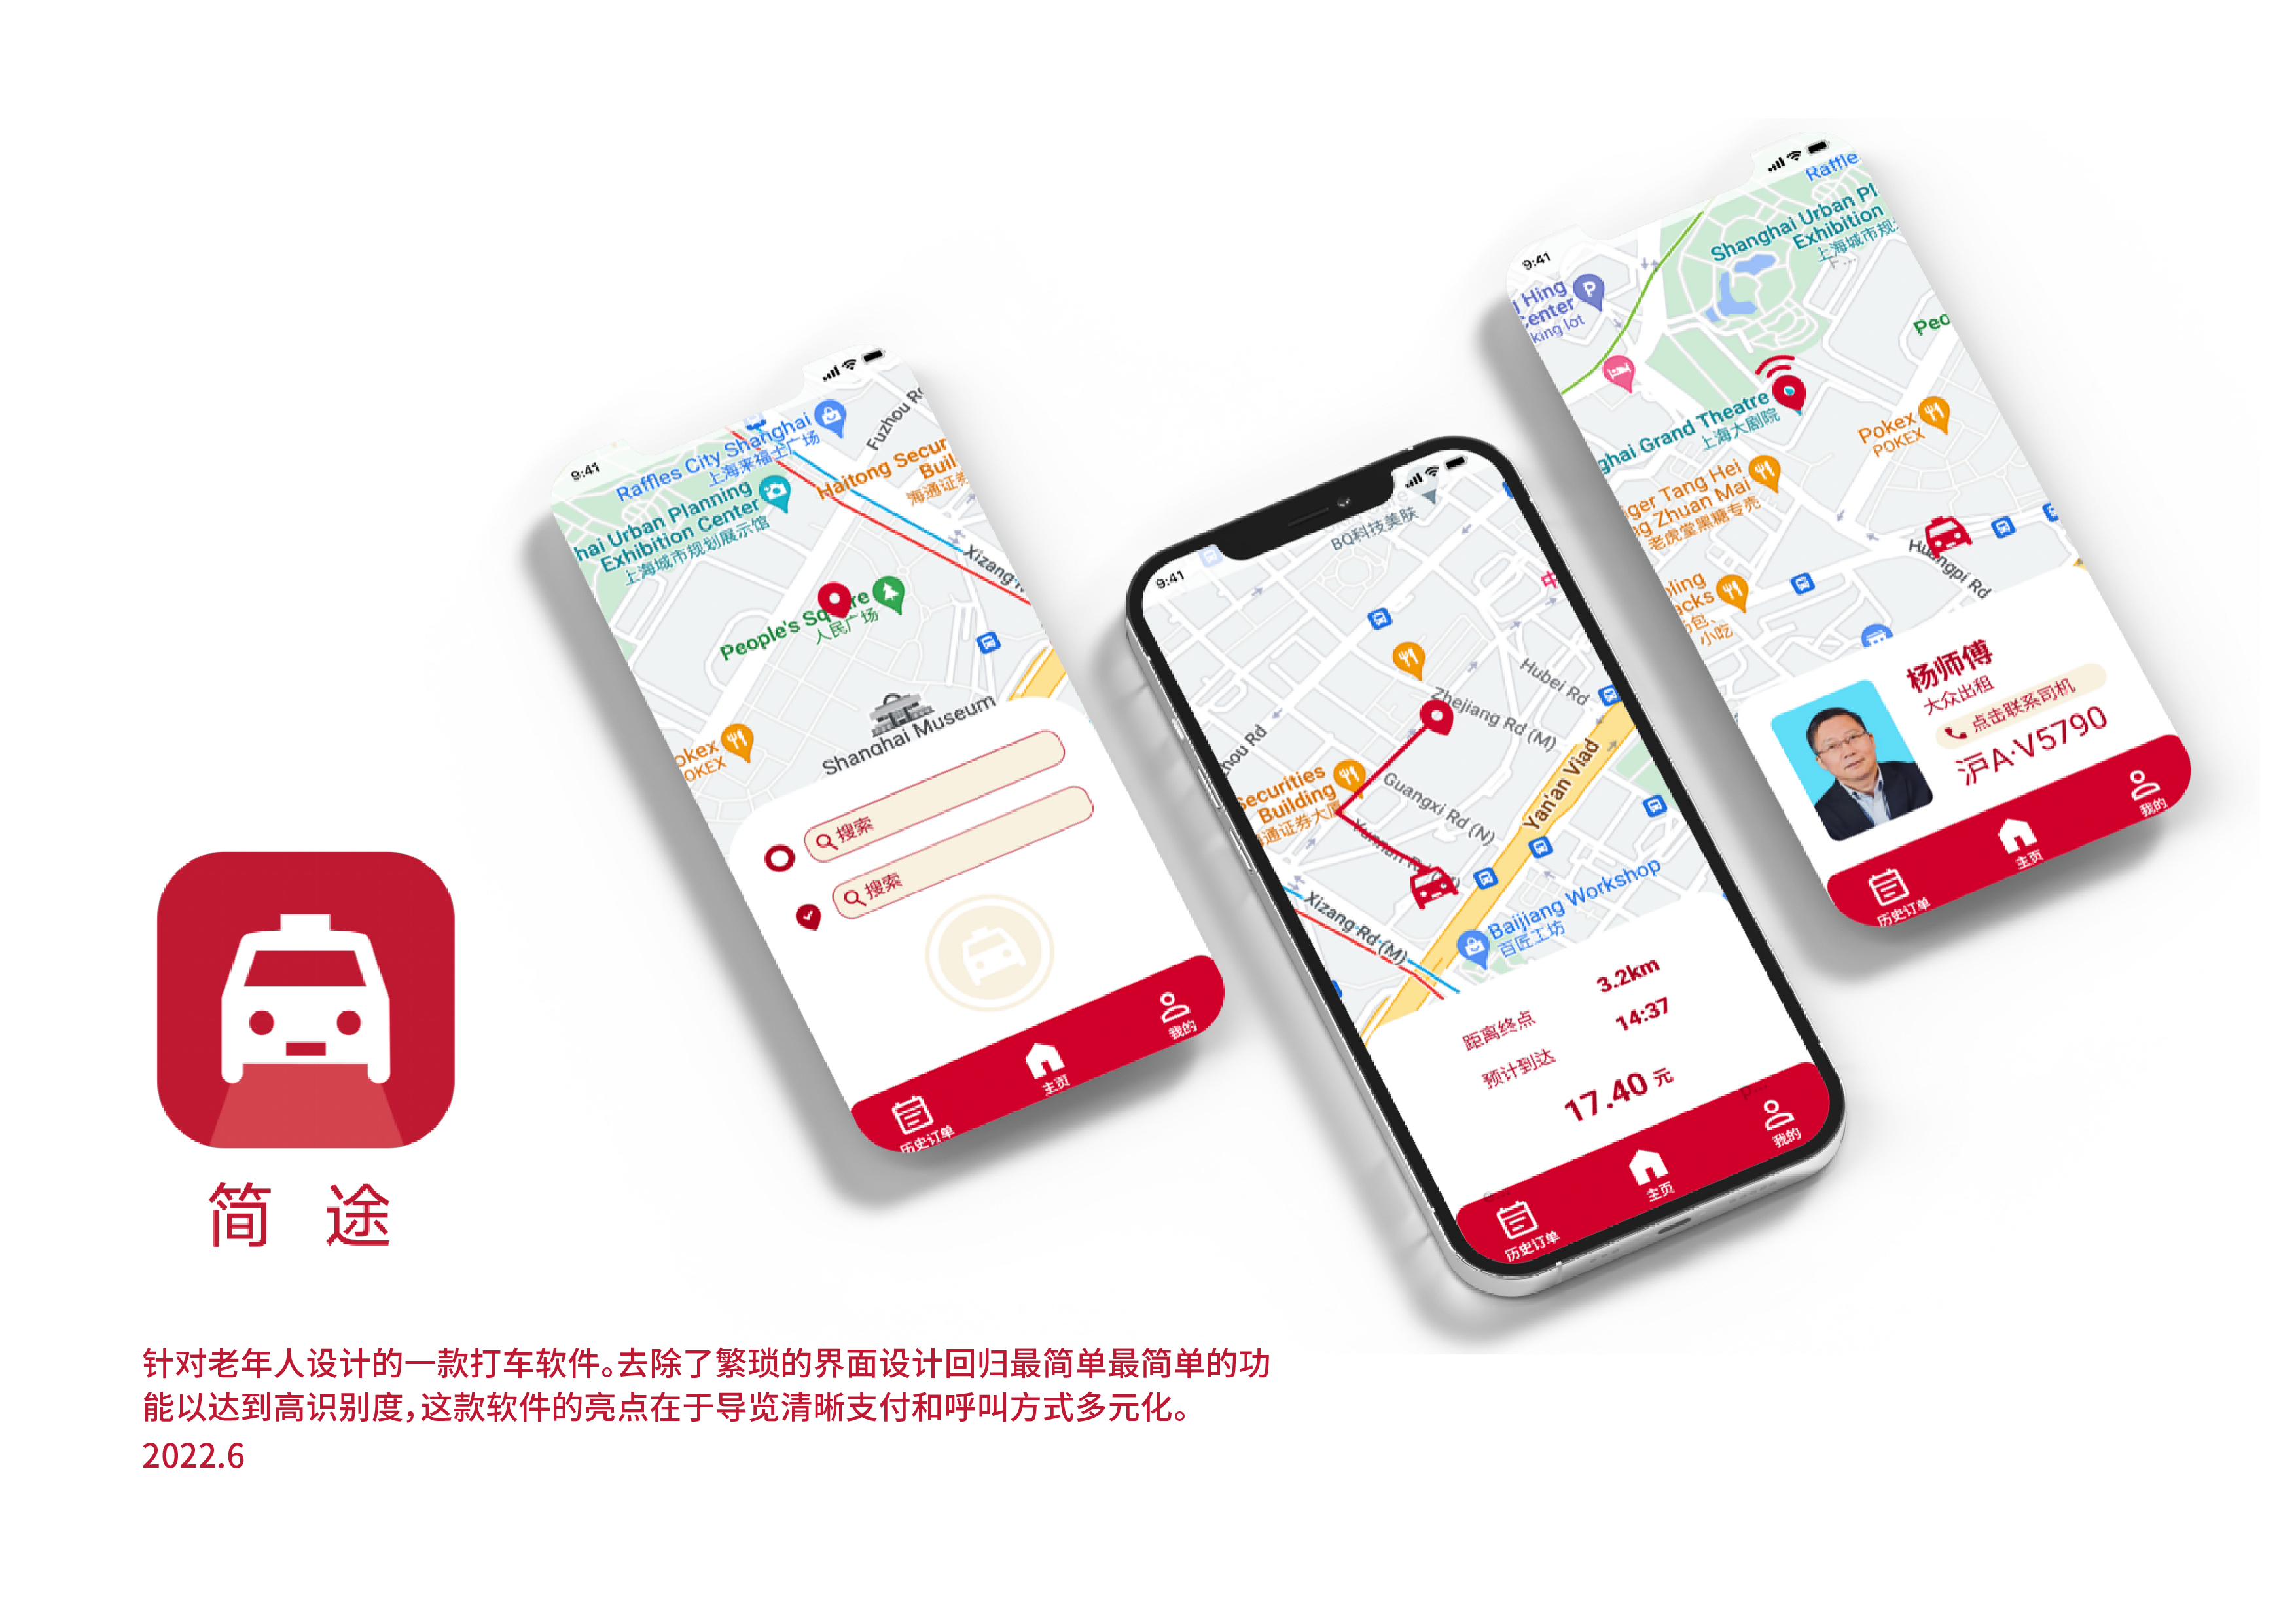 9:41
Raffles City Shanghai
上海来福士广场
Fuzhou R
hai Urban Planning
Exhibition Center
上海城市规划展示馆
Haitong Secur
Buil
海通证券
Xizang
People's Sq re
人民广场
okex
OKEX
Shanghai Museum
搜索
搜索
历史订单
主页
我的
9:41
BQ科技美肤
中
Hubei Rd
Zhejiang Rd (M)
hou Rd
Securities
Building
通证券大厦
Guangxi Rd (N)
Yunnan Rd
Yan'an Viad
Xizang Rd (M)
Baijiang Workshop
百匠工坊
距离终点 3.2km
预计到达 14:37
17.40 元
历史订单
主页
我的
9:41
Raffle
Shanghai Urban Pl
Exhibition
上海城市规
Hing
enter
king lot
Peo
ghai Grand Theatre
上海大剧院
Pokex
POKEX
ger Tang Hei
ng Zhuan Mai
老虎堂黑糖专壳
ling
acks
包、
小吃
Huangpi Rd
杨师傅
大众出租
点击联系司机
沪A·V5790
历史订单
主页
我的
简 途
针对老年人设计的一款打车软件。去除了繁琐的界面设计回归最简单最简单的功
能以达到高识别度，这款软件的亮点在于导览清晰支付和呼叫方式多元化。
2022.6